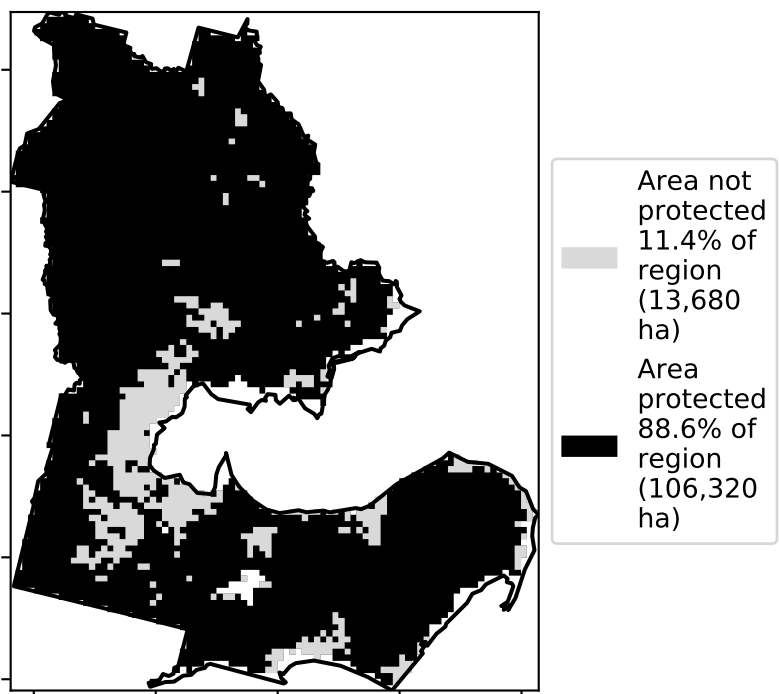 Area not
protected
11.4% of
region
(13,680
ha)
Area
protected
88.6% of
region
(106,320
ha)